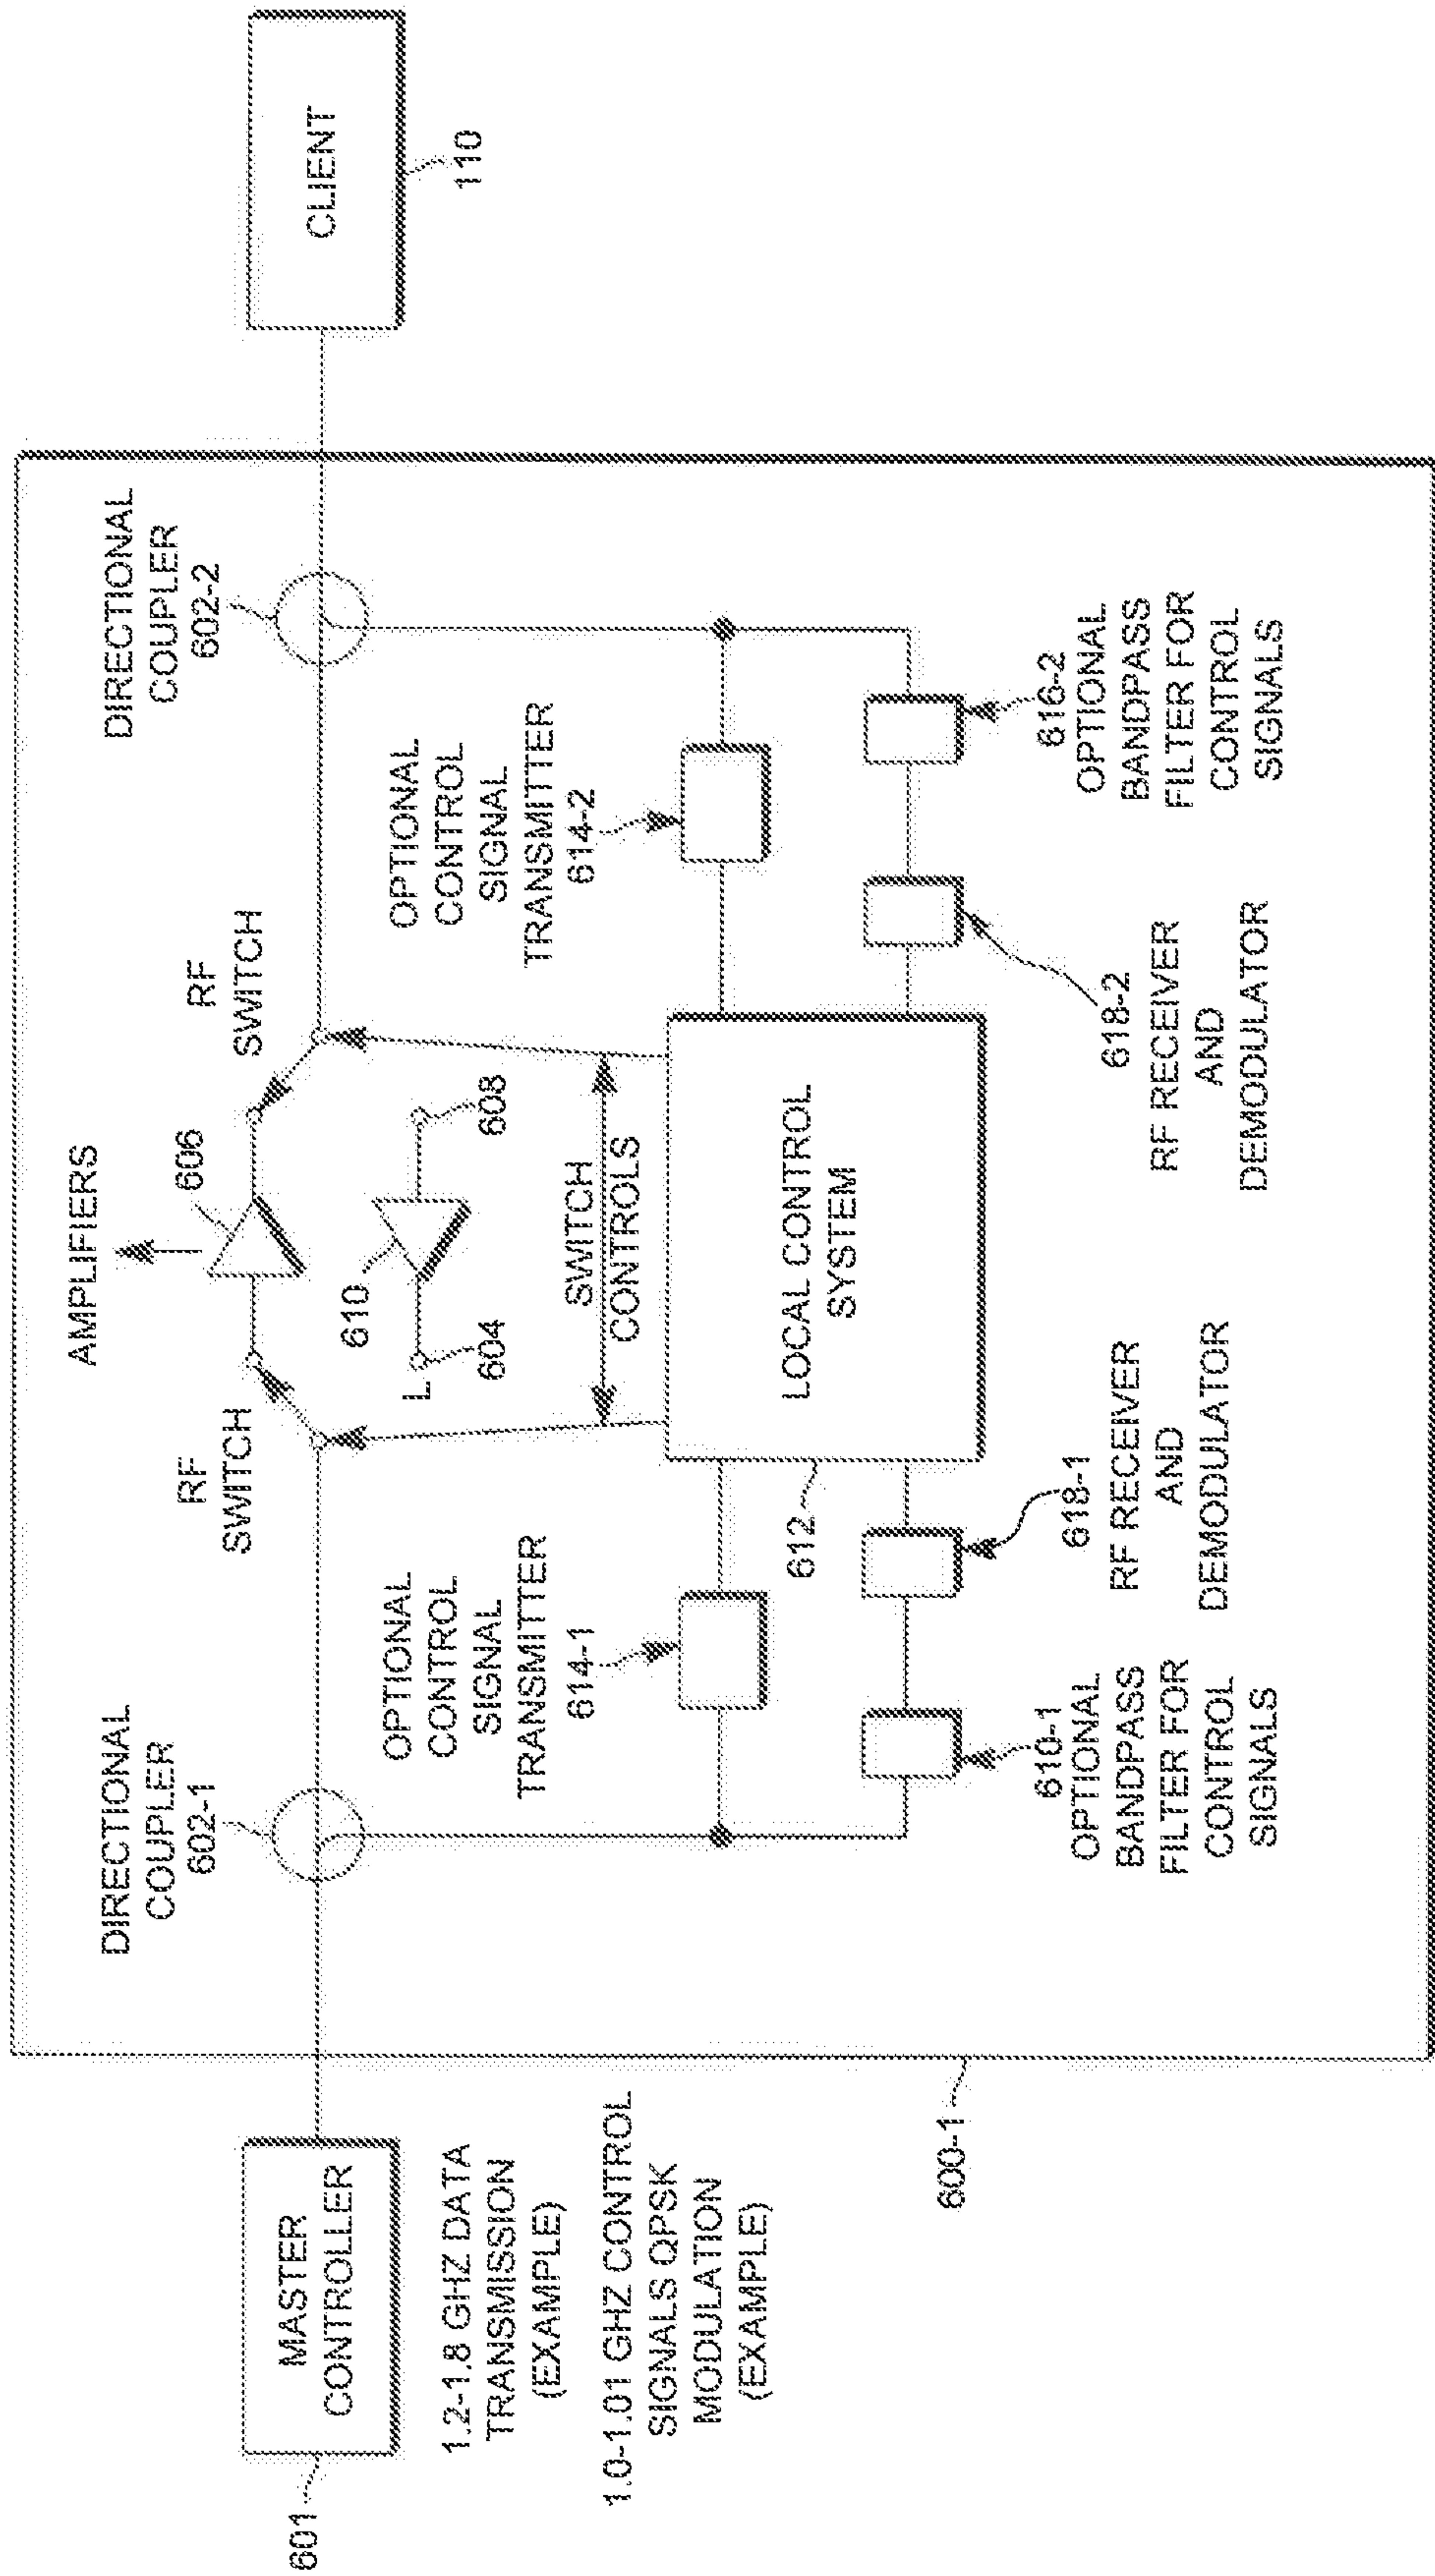 MASTER
CONTROLLER
601
1.2-1.8 GHZ DATA
TRANSMISSION
(EXAMPLE)
1.0-1.01 GHZ CONTROL
SIGNALS QPSK
MODULATION
(EXAMPLE)
600-1
DIRECTIONAL
COUPLER
602-1
OPTIONAL
CONTROL
SIGNAL
TRANSMITTER
614-1
610-1
OPTIONAL
BANDPASS
FILTER FOR
CONTROL
SIGNALS
618-1
RF RECEIVER
AND
DEMODULATOR
RF
SWITCH
AMPLIFIERS
606
610
L
604
608
SWITCH
CONTROLS
LOCAL CONTROL
SYSTEM
612
RF
SWITCH
OPTIONAL
CONTROL
SIGNAL
TRANSMITTER
614-2
618-2
RF RECEIVER
AND
DEMODULATOR
616-2
OPTIONAL
BANDPASS
FILTER FOR
CONTROL
SIGNALS
DIRECTIONAL
COUPLER
602-2
CLIENT
110